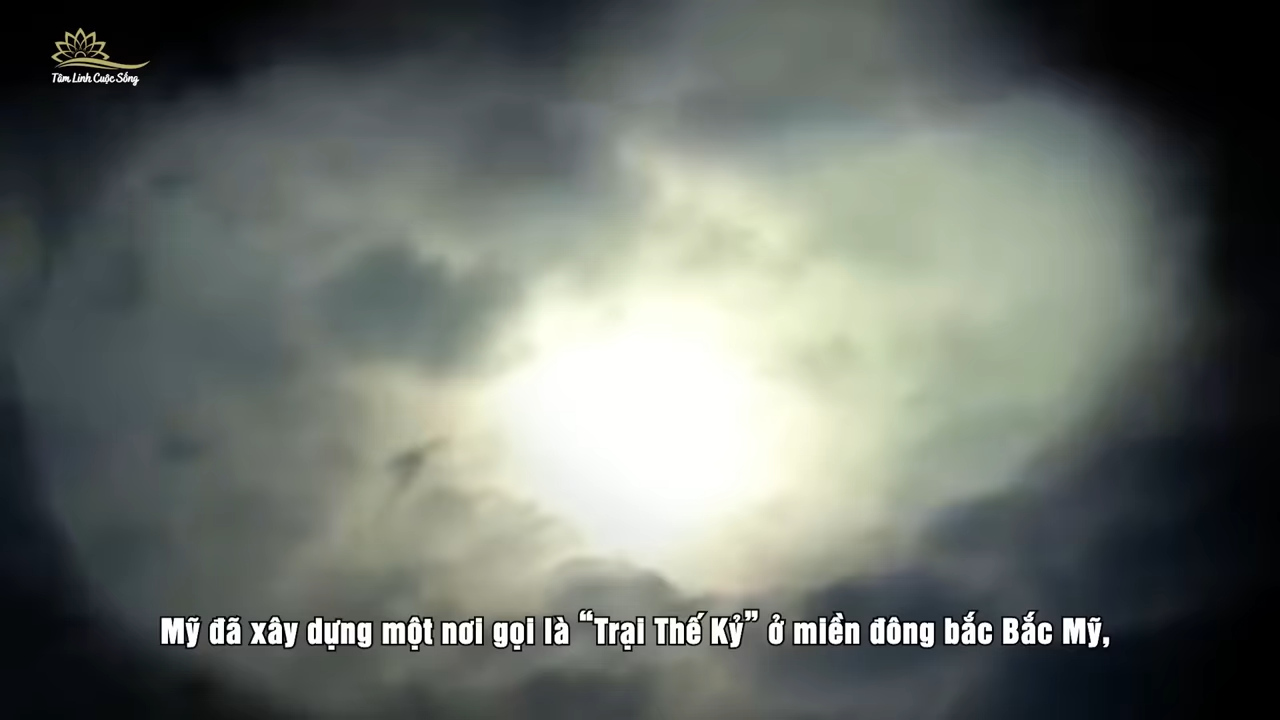 Tâm Linh Cuộc Sống
Mỹ đã xây dựng một nơi gọi là “Trại Thế Kỷ” ở miền đông bắc Bắc Mỹ,